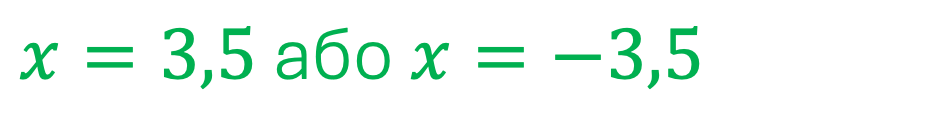 x = 3,5 або x = −3,5